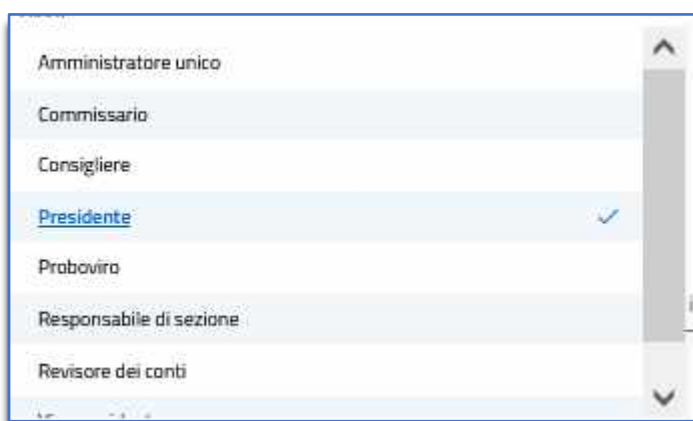 Amministratore unico
Commissario
Consigliere
Presidente
Proboviro
Responsabile di sezione
Revisore dei conti